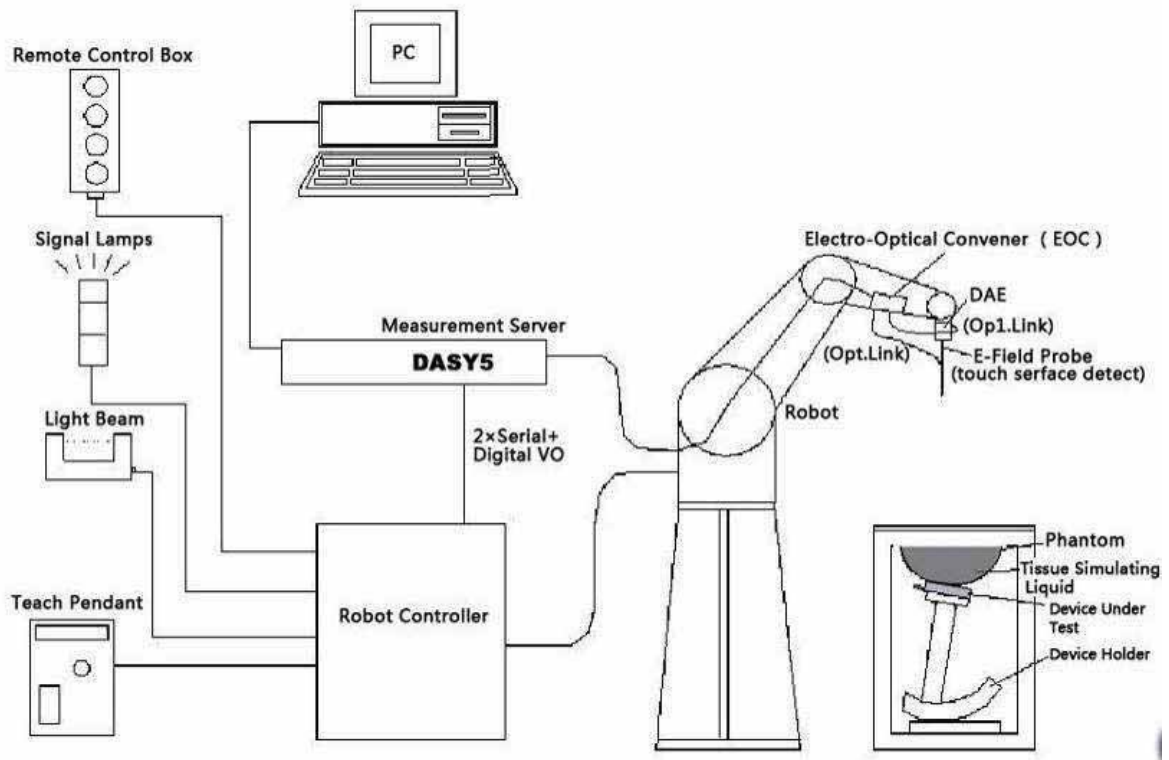 Remote Control Box
PC
Signal Lamps
Electro-Optical Convener ( EOC )
DAE
(Op1.Link)
Measurement Server
DASY5
(Opt.Link)
E-Field Probe
(touch serface detect)
Light Beam
Robot
2×Serial+
Digital VO
Phantom
Tissue Simulating
Liquid
Device Under
Test
Device Holder
Teach Pendant
Robot Controller